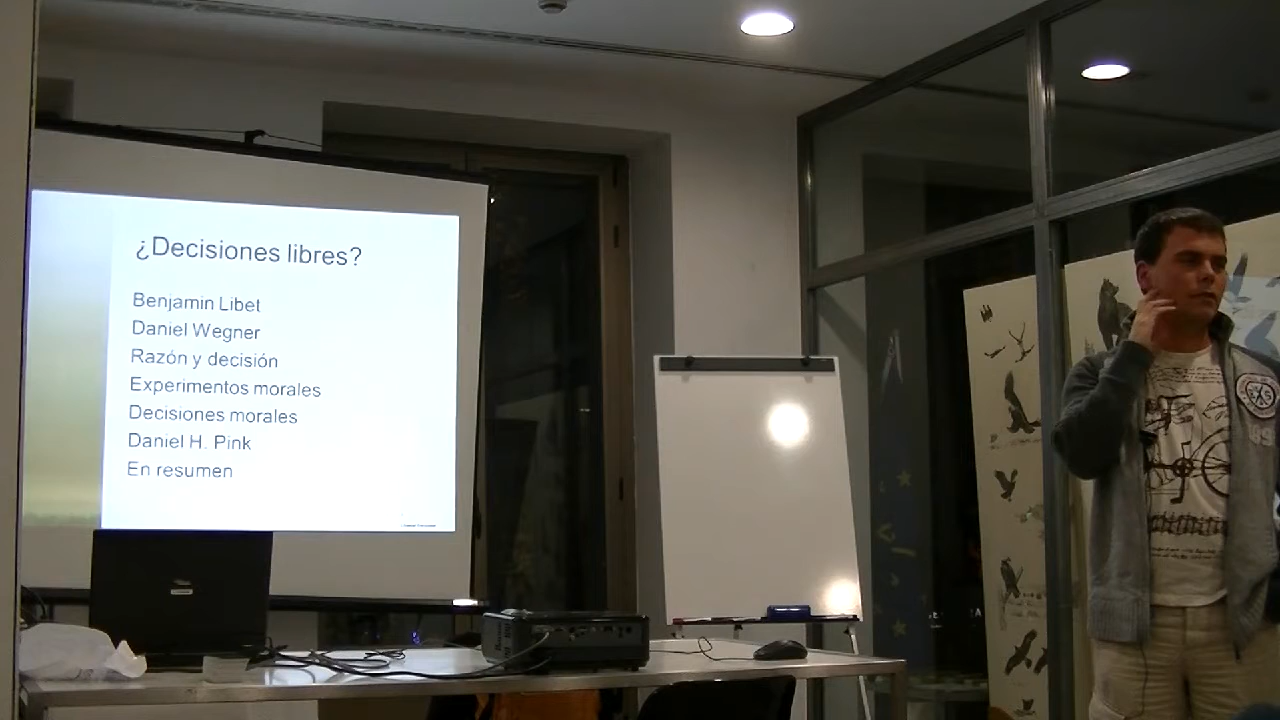 ¿Decisiones libres?
Benjamin Libet
Daniel Wegner
Razón y decisión
Experimentos morales
Decisiones morales
Daniel H. Pink
En resumen